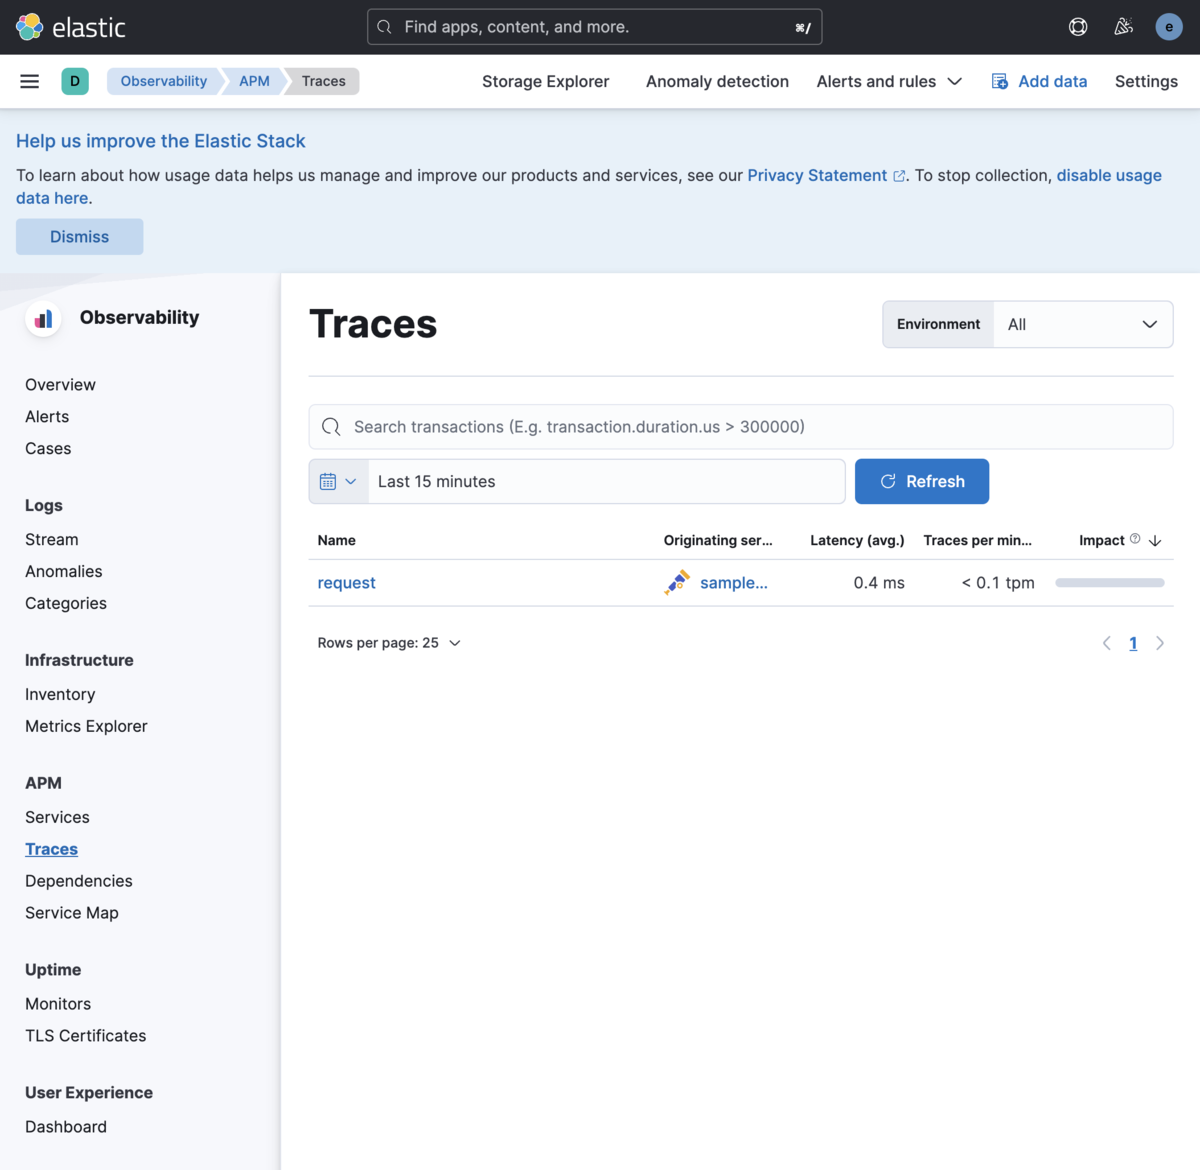 elastic
Find apps, content, and more.
⌘/
e
D
Observability
APM
Traces
Storage Explorer
Anomaly detection
Alerts and rules
Add data
Settings
Help us improve the Elastic Stack
To learn about how usage data helps us manage and improve our products and services, see our Privacy Statement. To stop collection, disable usage
data here.
Dismiss
Observability
Overview
Alerts
Cases
Logs
Stream
Anomalies
Categories
Infrastructure
Inventory
Metrics Explorer
APM
Services
Traces
Dependencies
Service Map
Uptime
Monitors
TLS Certificates
User Experience
Dashboard
Traces
Environment
All
Search transactions (E.g. transaction.duration.us > 300000)
Last 15 minutes
Refresh
Name Originating ser... Latency (avg.) Traces per min... Impact
request sample... 0.4 ms < 0.1 tpm
Rows per page: 25
1